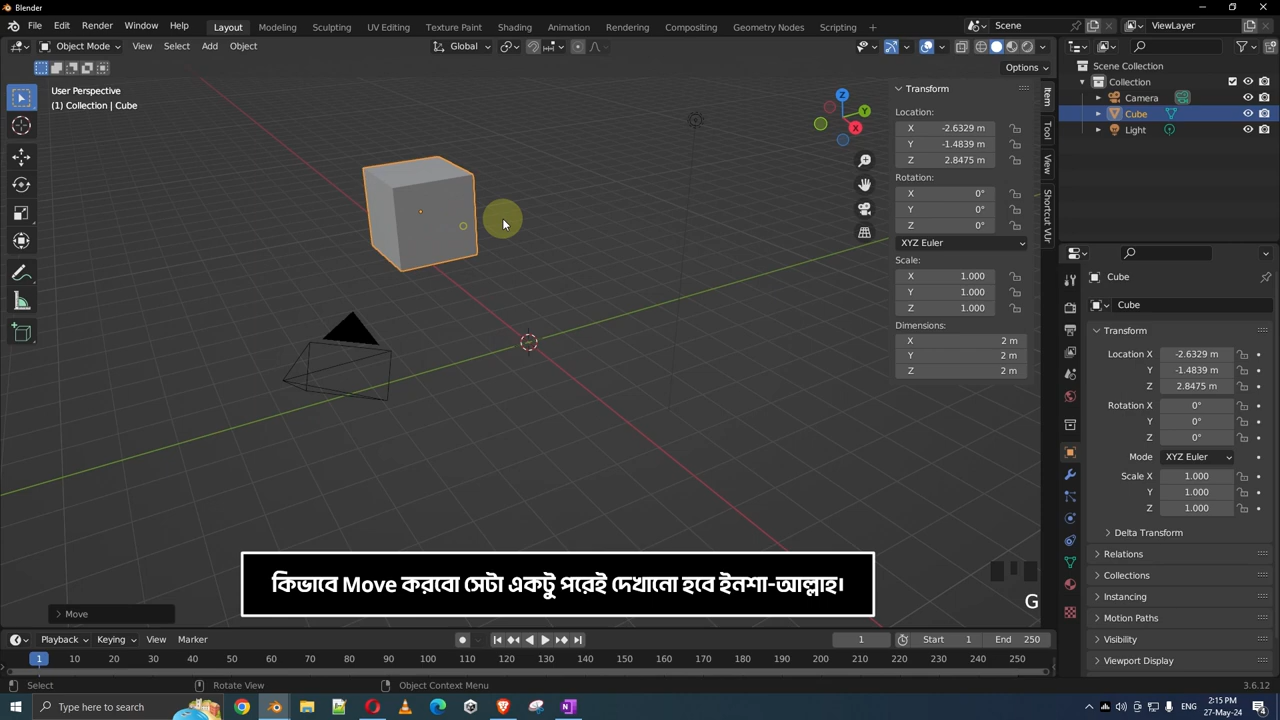 Blender
File Edit Render Window Help Layout Modeling Sculpting UV Editing Texture Paint Shading Animation Rendering Compositing Geometry Nodes Scripting Scene ViewLayer
Object Mode View Select Add Object Global
Options
User Perspective
(1) Collection | Cube
Transform
Location:
X -2.6329 m
Y -1.4839 m
Z 2.8475 m
Rotation:
X 0°
Y 0°
Z 0°
XYZ Euler
Scale:
X 1.000
Y 1.000
Z 1.000
Dimensions:
X 2 m
Y 2 m
Z 2 m
Item
Tool
View
Shortcut VUr
Z
Y
X
Scene Collection
Collection
Camera
Cube
Light
Cube
Cube
Transform
Location X -2.6329 m
Y -1.4839 m
Z 2.8475 m
Rotation X 0°
Y 0°
Z 0°
Mode XYZ Euler
Scale X 1.000
Y 1.000
Z 1.000
Delta Transform
Relations
Collections
Instancing
Motion Paths
Visibility
Viewport Display
কিভাবে Move করবো সেটা একটু পরেই দেখানো হবে ইনশা-আল্লাহ।
G
Move
Playback Keying View Marker 1 Start 1 End 250
1 10 20 30 40 50 60 70 80 90 100 110 120 130 140 150 160 170 180 190 200 210 220 230 240 250
Select Rotate View Object Context Menu 3.6.12
Type here to search
2:15 PM
27-May-24